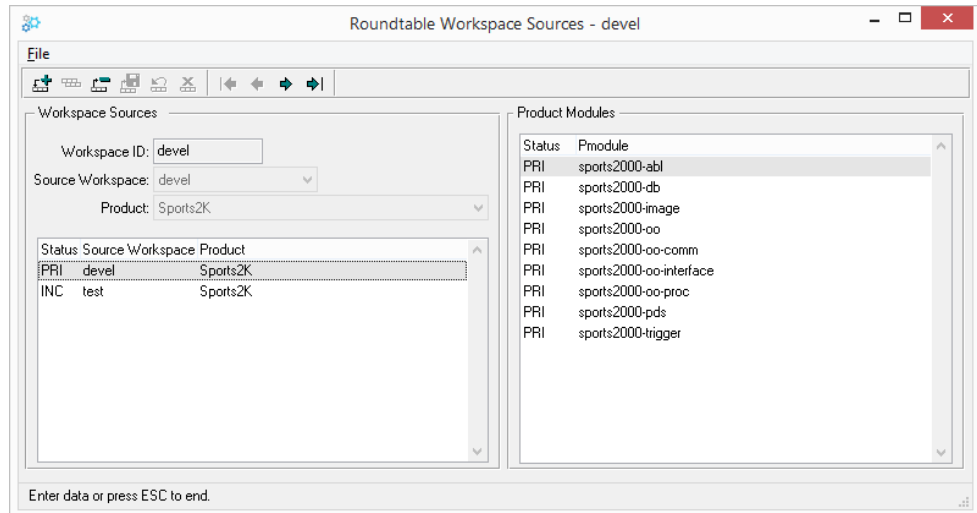 Roundtable Workspace Sources - devel
File
Workspace Sources
Workspace ID: devel
Source Workspace: devel
Product: Sports2K
Status Source Workspace Product
PRI devel Sports2K
INC test Sports2K
Product Modules
Status Pmodule
PRI sports2000-abl
PRI sports2000-db
PRI sports2000-image
PRI sports2000-oo
PRI sports2000-oo-comm
PRI sports2000-oo-interface
PRI sports2000-oo-proc
PRI sports2000-pds
PRI sports2000-trigger
Enter data or press ESC to end.